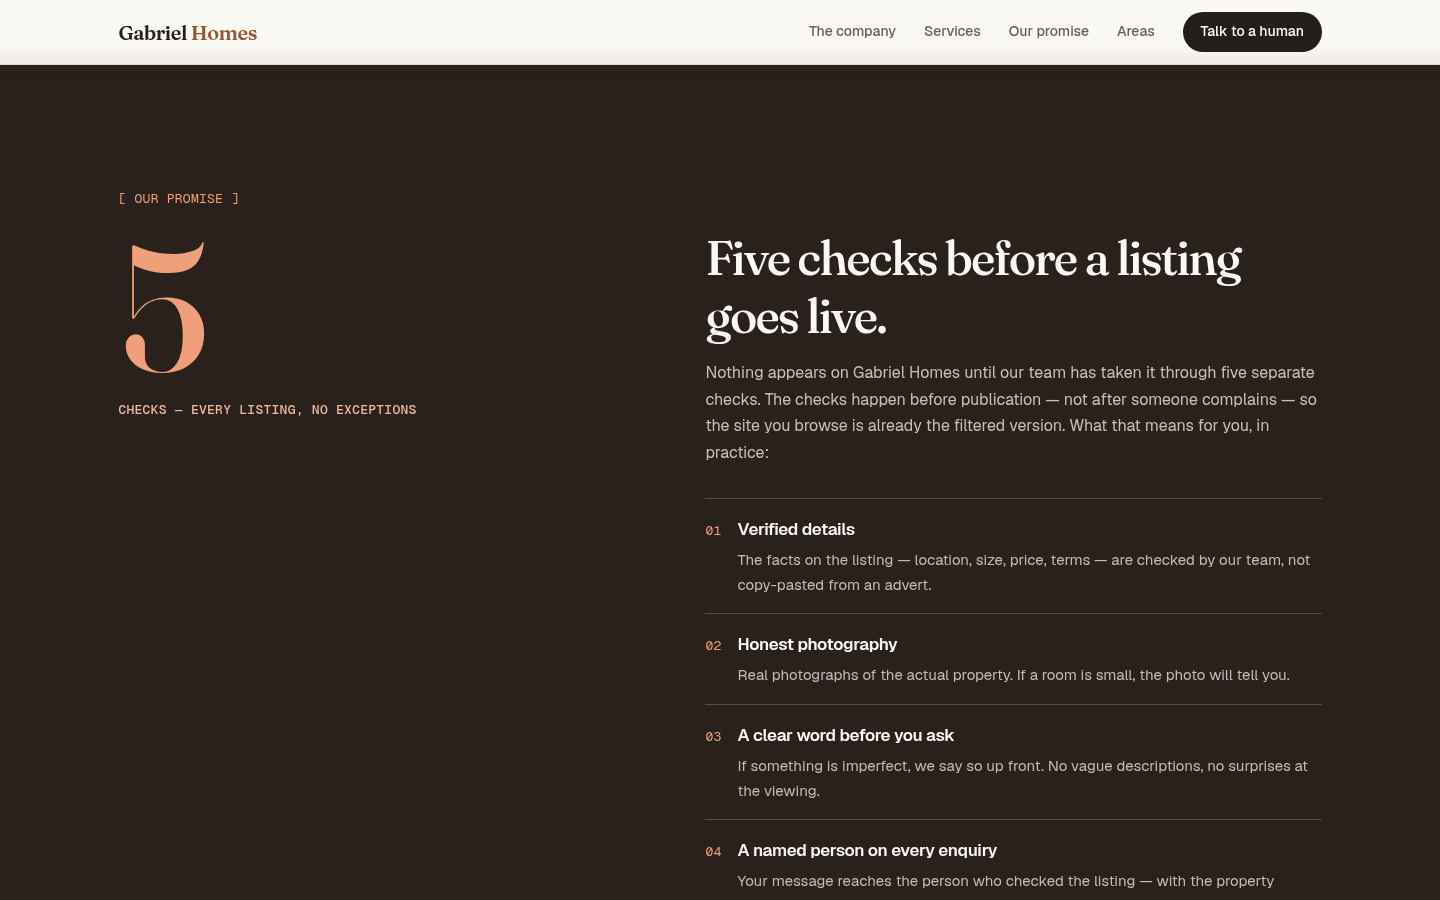 Gabriel Homes
The company
Services
Our promise
Areas
Talk to a human
[ OUR PROMISE ]
5
CHECKS — EVERY LISTING, NO EXCEPTIONS
Five checks before a listing
goes live.
Nothing appears on Gabriel Homes until our team has taken it through five separate
checks. The checks happen before publication — not after someone complains — so
the site you browse is already the filtered version. What that means for you, in
practice:
01 Verified details
The facts on the listing — location, size, price, terms — are checked by our team, not
copy-pasted from an advert.
02 Honest photography
Real photographs of the actual property. If a room is small, the photo will tell you.
03 A clear word before you ask
If something is imperfect, we say so up front. No vague descriptions, no surprises at
the viewing.
04 A named person on every enquiry
Your message reaches the person who checked the listing — with the property